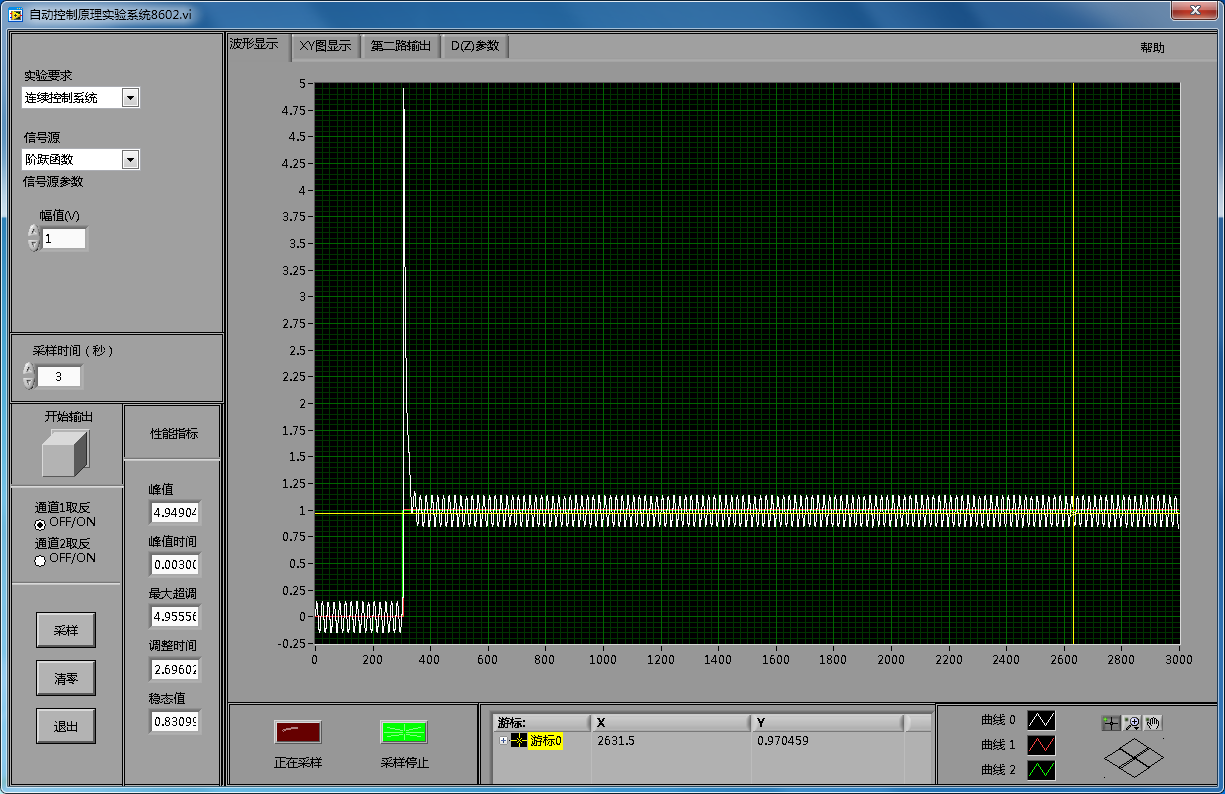 自动控制原理实验系统8602.vi
波形显示 XY图显示 第二路输出 D(Z)参数 帮助
实验要求
连续控制系统
信号源
阶跃函数
信号源参数
幅值(V)
1
采样时间（秒）
3
开始输出
性能指标
通道1取反
OFF/ON
通道2取反
OFF/ON
采样
清零
退出
峰值
4.94904
峰值时间
0.0030
最大超调
4.9555
调整时间
2.69602
稳态值
0.8309
5
4.75
4.5
4.25
4
3.75
3.5
3.25
3
2.75
2.5
2.25
2
1.75
1.5
1.25
1
0.75
0.5
0.25
0
-0.25
0 200 400 600 800 1000 1200 1400 1600 1800 2000 2200 2400 2600 2800 3000
正在采样
采样停止
游标: X Y
游标0 2631.5 0.970459
曲线 0
曲线 1
曲线 2